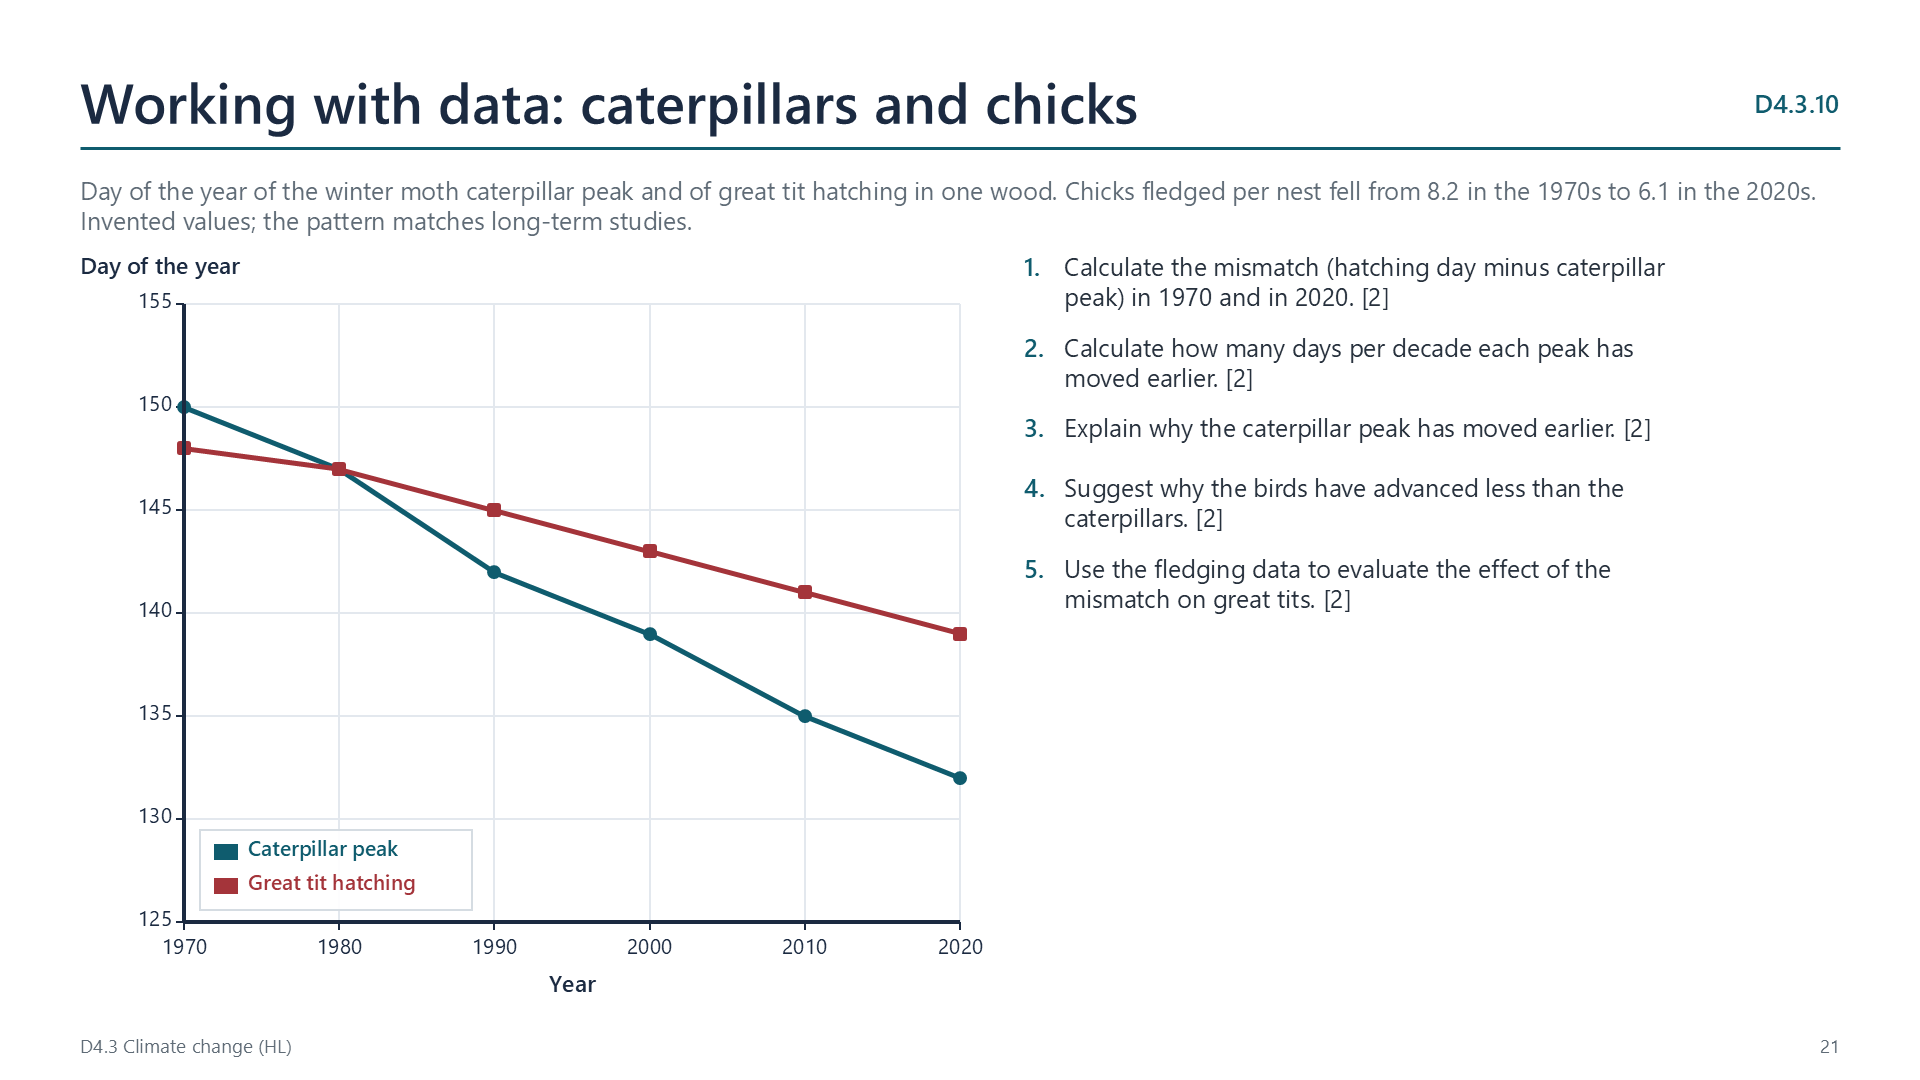 Working with data: caterpillars and chicks
D4.3.10
Day of the year of the winter moth caterpillar peak and of great tit hatching in one wood. Chicks fledged per nest fell from 8.2 in the 1970s to 6.1 in the 2020s.
Invented values; the pattern matches long-term studies.
Day of the year
155
150
145
140
135
130
125
Caterpillar peak
Great tit hatching
1970 1980 1990 2000 2010 2020
Year
1. Calculate the mismatch (hatching day minus caterpillar
peak) in 1970 and in 2020. [2]
2. Calculate how many days per decade each peak has
moved earlier. [2]
3. Explain why the caterpillar peak has moved earlier. [2]
4. Suggest why the birds have advanced less than the
caterpillars. [2]
5. Use the fledging data to evaluate the effect of the
mismatch on great tits. [2]
D4.3 Climate change (HL)
21